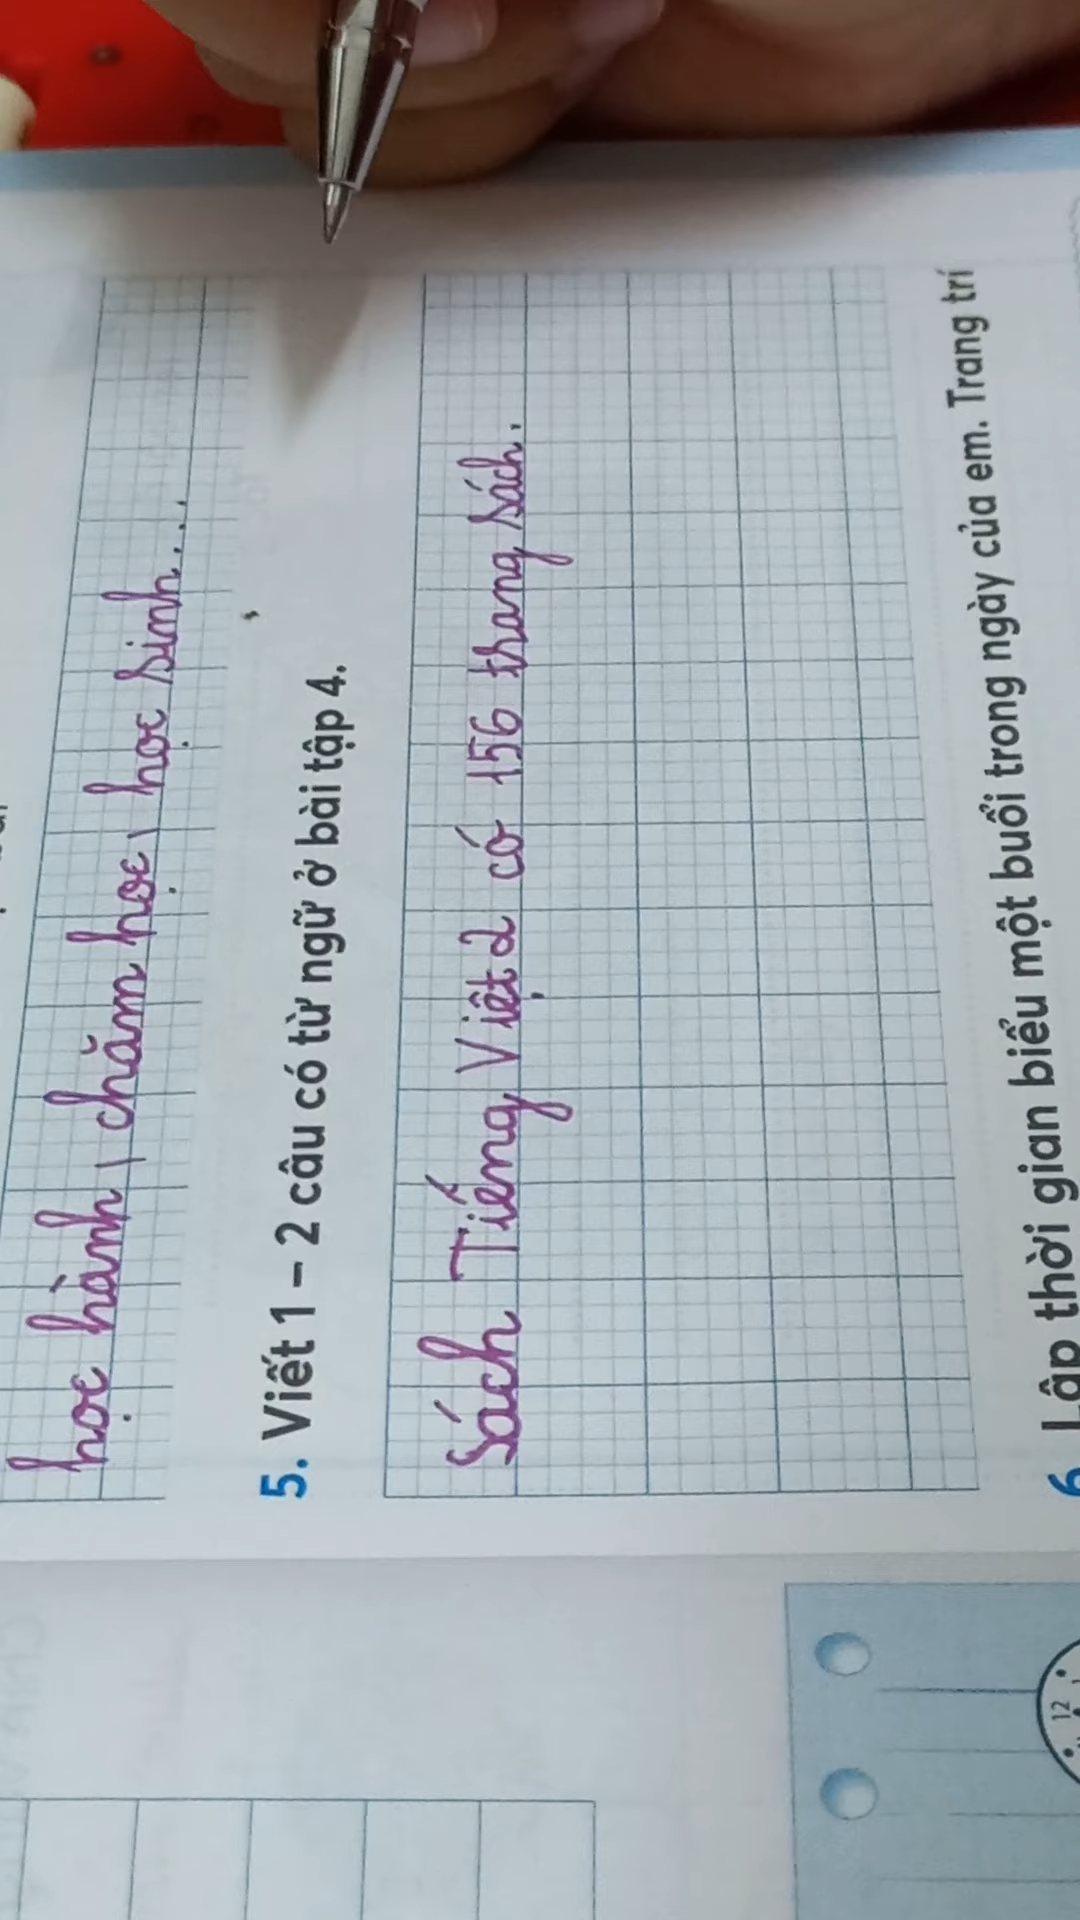 học hành, chăm học, học sinh...
5. Viết 1 – 2 câu có từ ngữ ở bài tập 4.
Sách Tiếng Việt 2 có 156 thang sách.
6. Lập thời gian biểu một buổi trong ngày của em. Trang trí
12